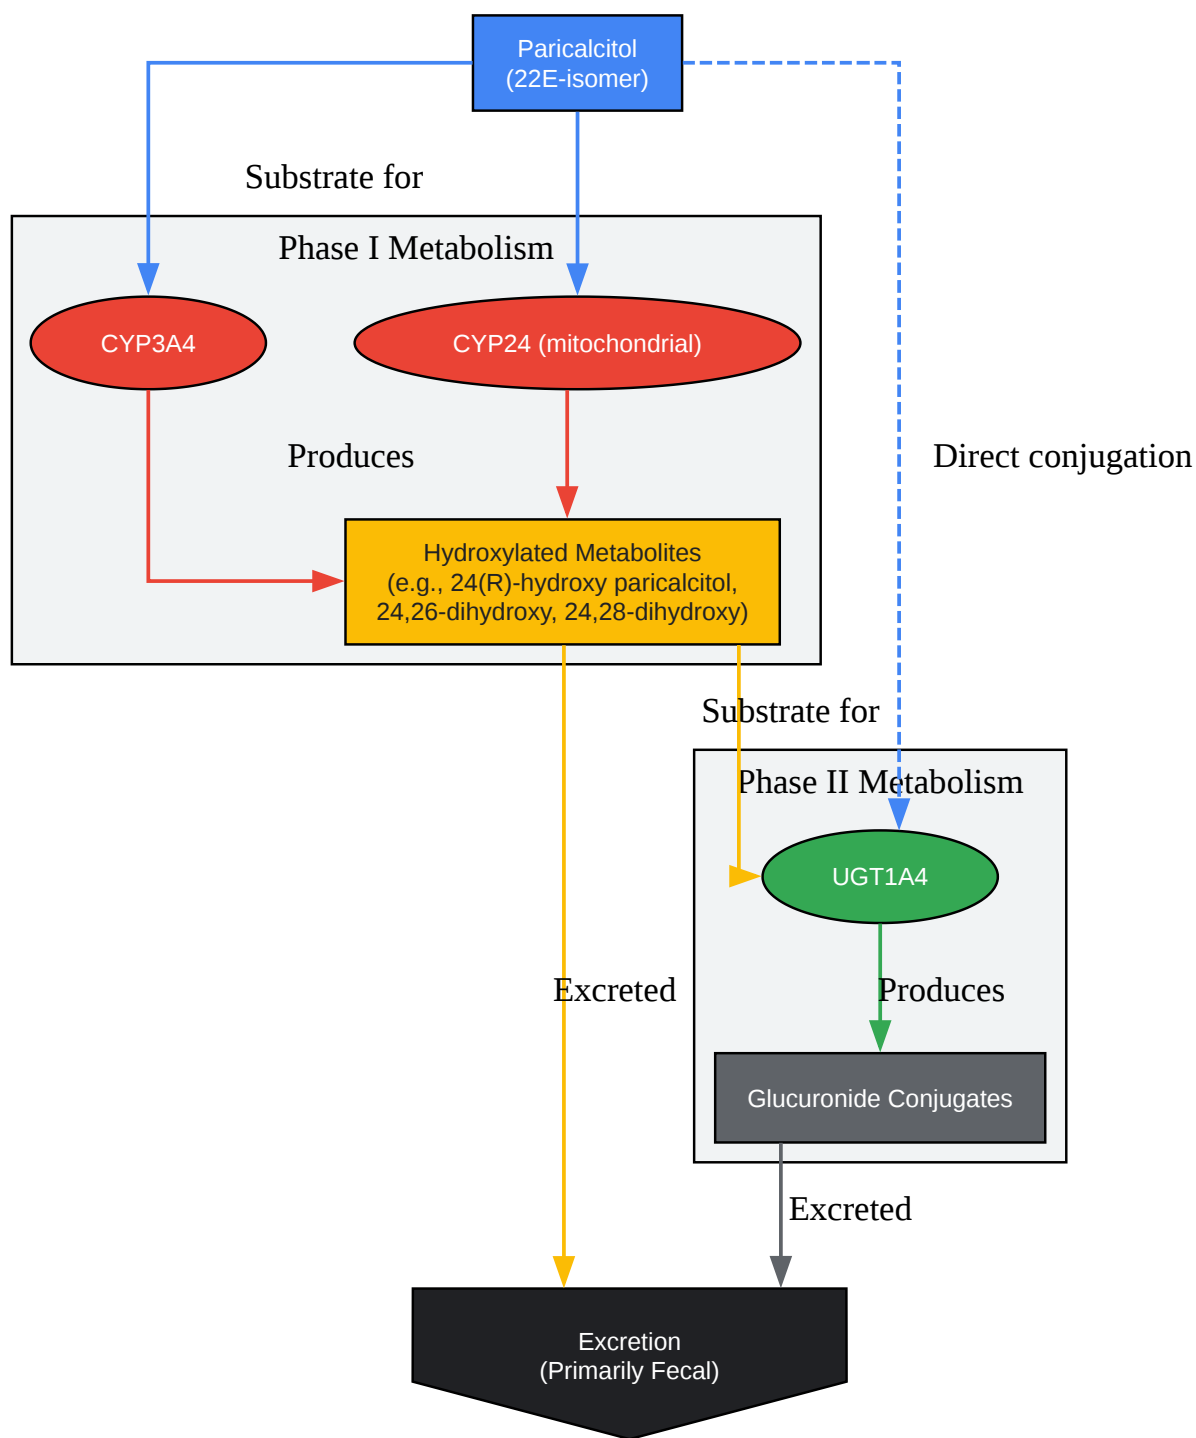 Paricalcitol
(22E-isomer)
Substrate for
Phase I Metabolism
CYP3A4
CYP24 (mitochondrial)
Produces
Direct conjugation
Hydroxylated Metabolites
(e.g., 24(R)-hydroxy paricalcitol,
24,26-dihydroxy, 24,28-dihydroxy)
Substrate for
Phase II Metabolism
UGT1A4
Excreted
Produces
Glucuronide Conjugates
Excreted
Excretion
(Primarily Fecal)